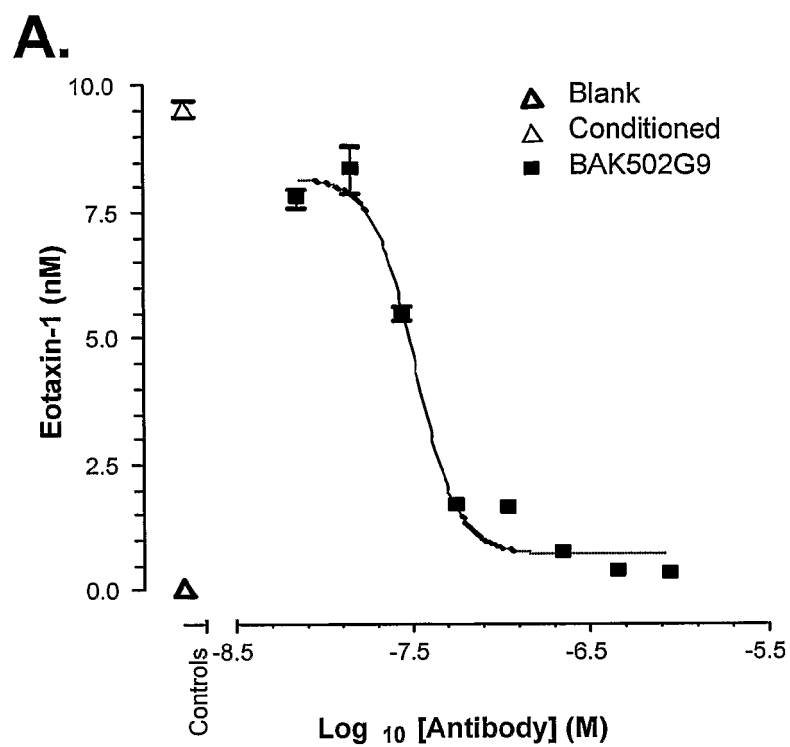 A.
Blank
Conditioned
BAK502G9
10.0
7.5
5.0
2.5
0.0
Eotaxin-1 (nM)
Controls
-8.5 -7.5 -6.5 -5.5
Log 10 [Antibody] (M)